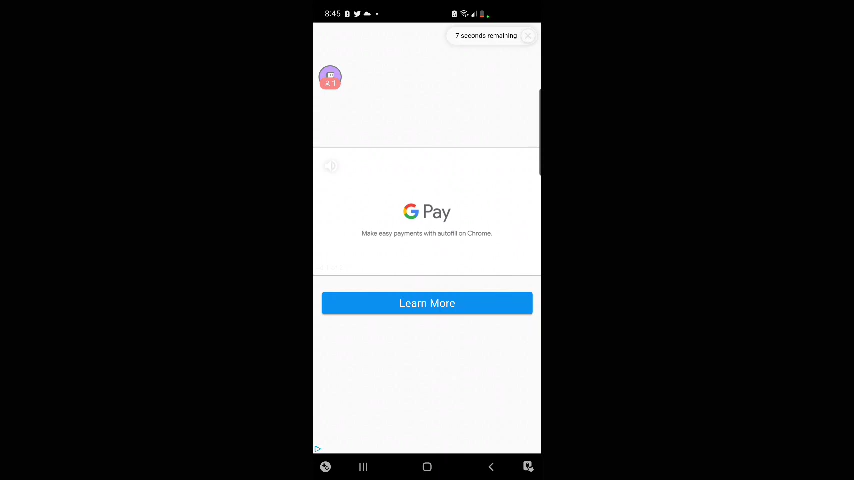 8:45
7 seconds remaining
G Pay
Make easy payments with autofill on Chrome.
Learn More